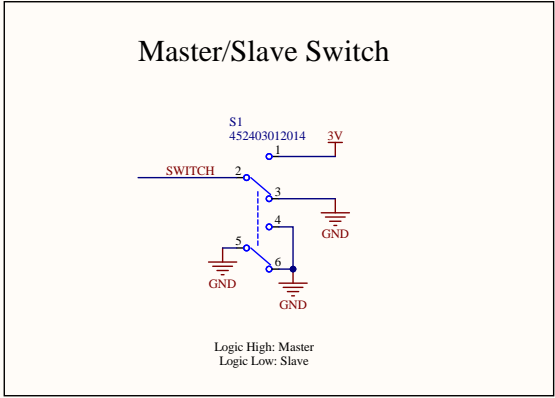 Master/Slave Switch
S1
452403012014
3V
1
SWITCH
2
3
GND
4
5
6
GND
GND
Logic High: Master
Logic Low: Slave